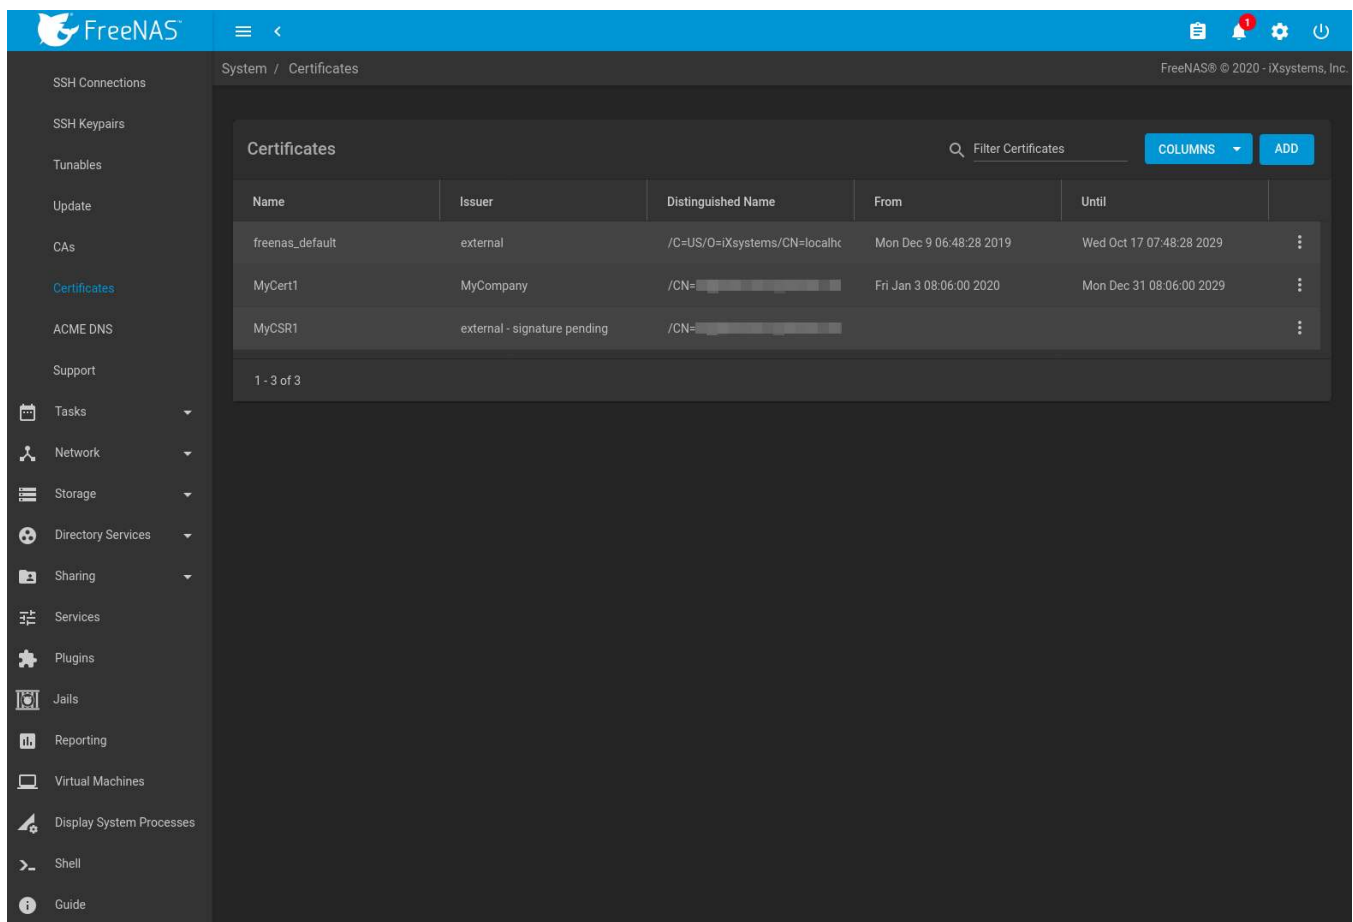 FreeNAS
1
System / Certificates
FreeNAS® © 2020 - iXsystems, Inc.
SSH Connections
SSH Keypairs
Tunables
Update
CAs
Certificates
ACME DNS
Support
Tasks
Network
Storage
Directory Services
Sharing
Services
Plugins
Jails
Reporting
Virtual Machines
Display System Processes
Shell
Guide
Certificates
Filter Certificates
COLUMNS
ADD
Name Issuer Distinguished Name From Until
freenas_default external /C=US/O=iXsystems/CN=localhc Mon Dec 9 06:48:28 2019 Wed Oct 17 07:48:28 2029
MyCert1 MyCompany /CN= Fri Jan 3 08:06:00 2020 Mon Dec 31 08:06:00 2029
MyCSR1 external - signature pending /CN=
1 - 3 of 3